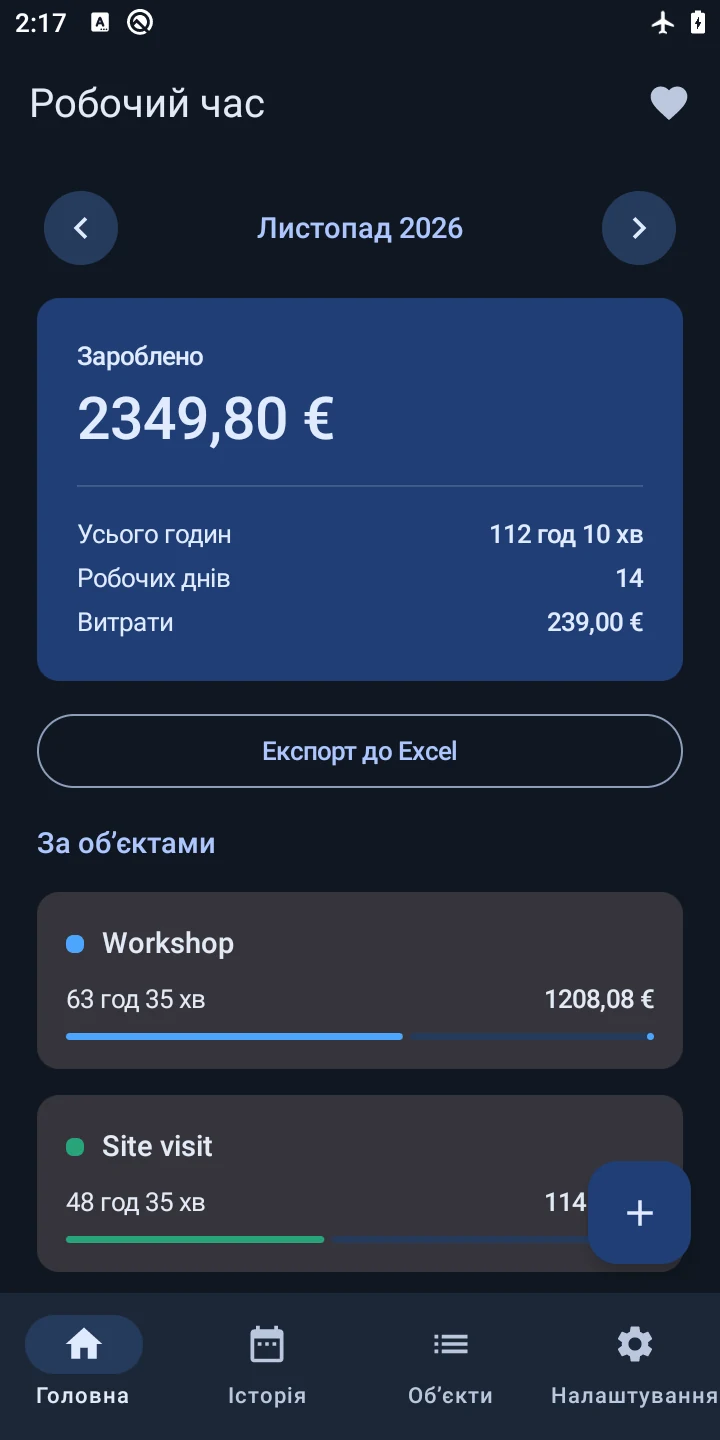 2:17
Робочий час
Листопад 2026
Зароблено
2349,80 €
Усього годин 112 год 10 хв
Робочих днів 14
Витрати 239,00 €
Експорт до Excel
За об’єктами
Workshop
63 год 35 хв 1208,08 €
Site visit
48 год 35 хв 114
Головна Історія Об’єкти Налаштування